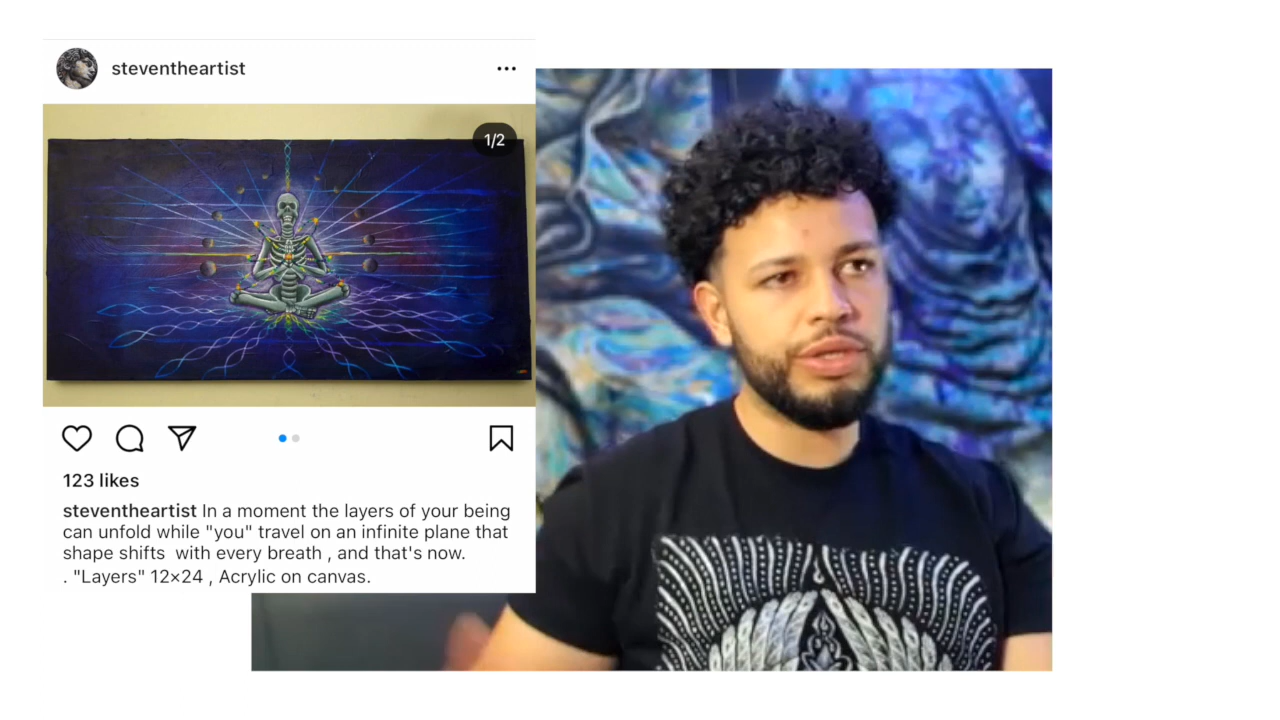 steventheartist
1/2
123 likes
steventheartist In a moment the layers of your being
can unfold while "you" travel on an infinite plane that
shape shifts  with every breath , and that's now.
. "Layers" 12×24 , Acrylic on canvas.